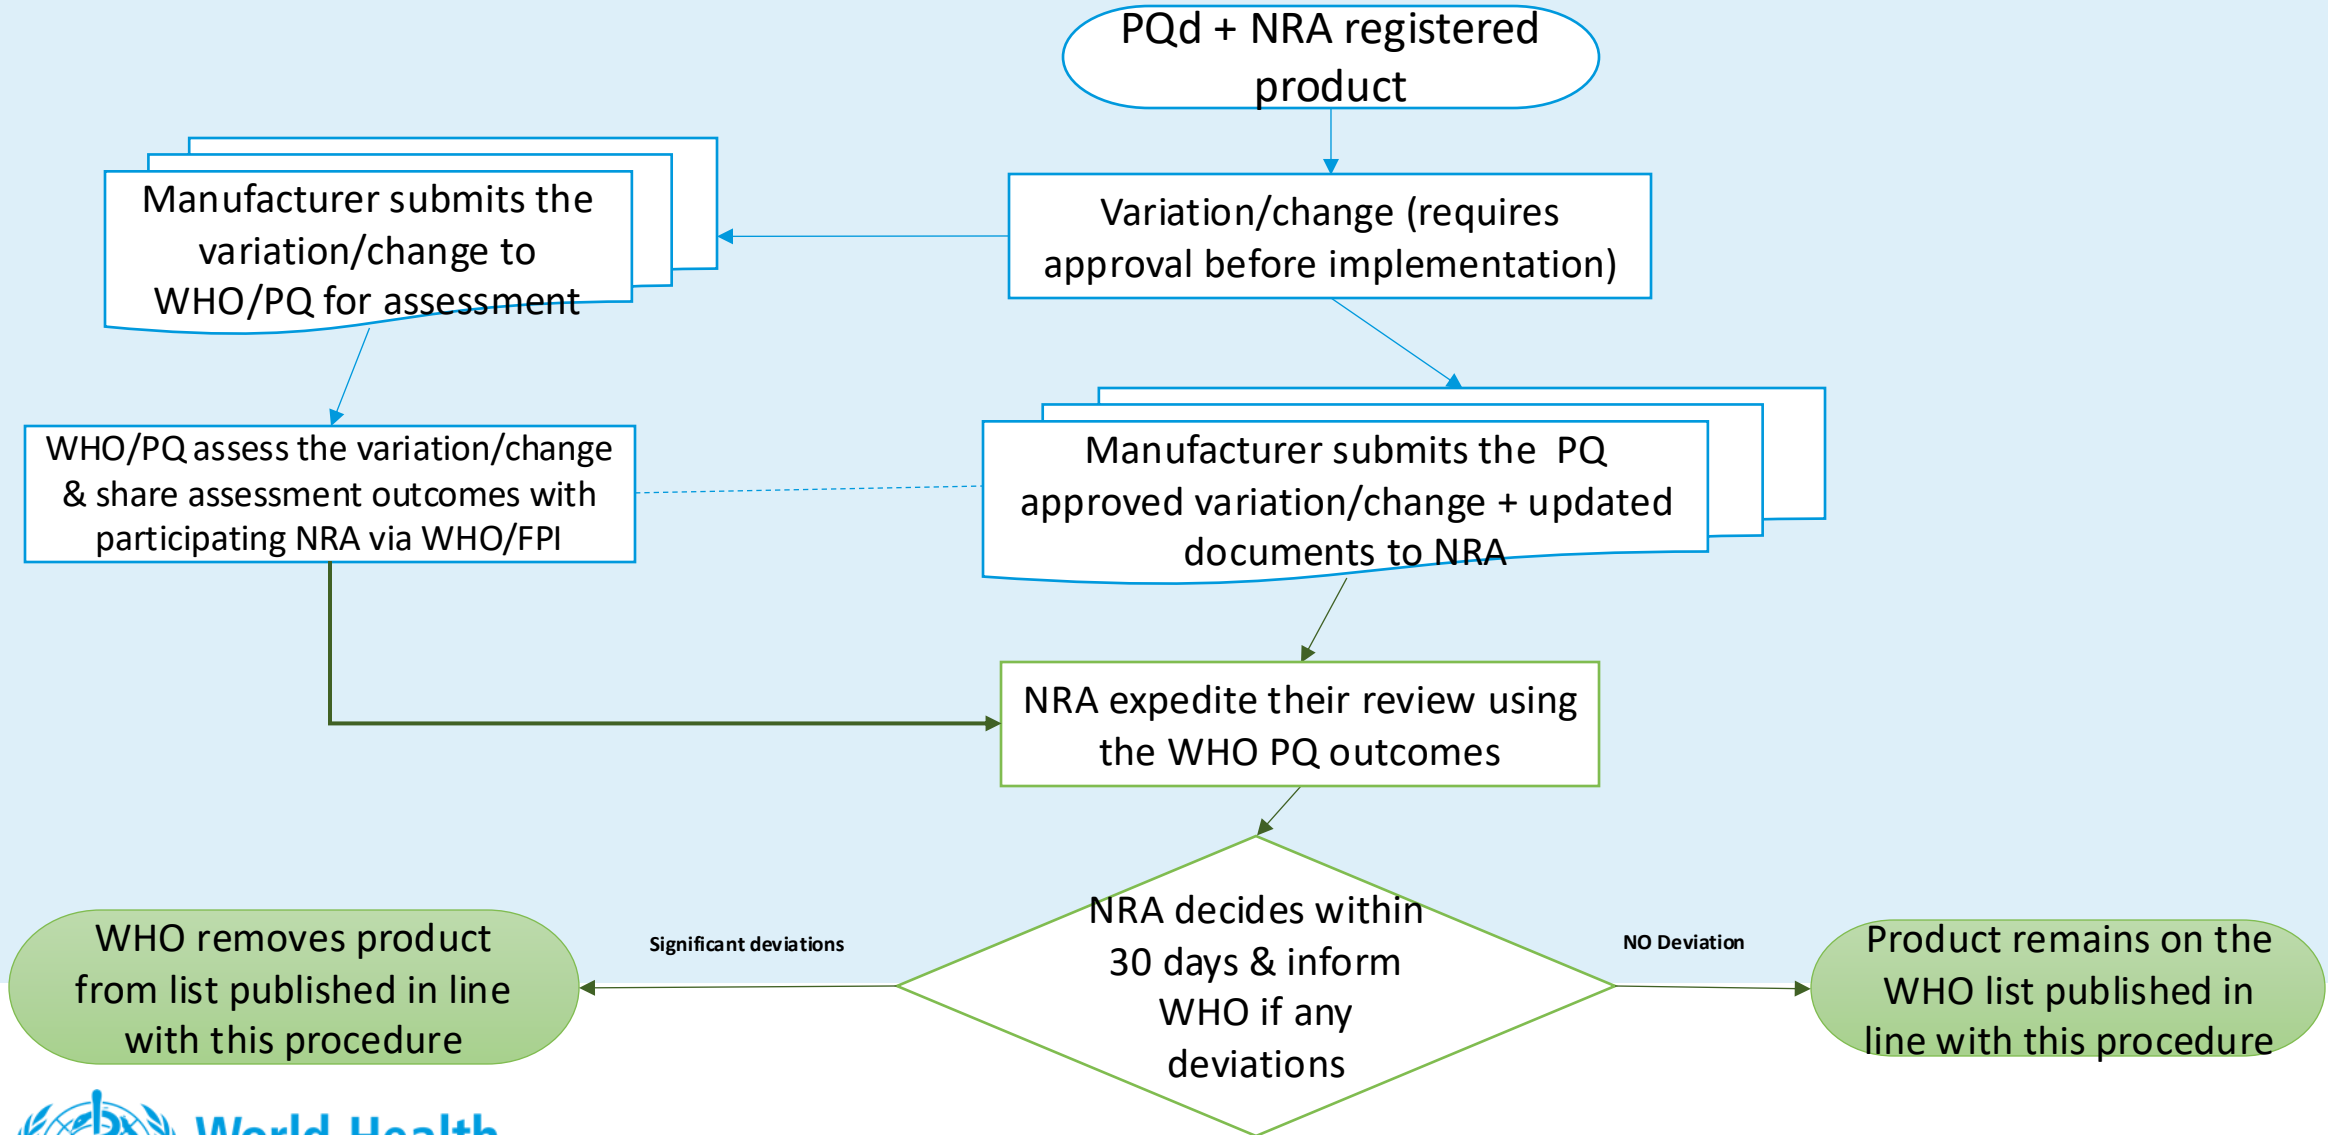 PQd + NRA registered
product
Manufacturer submits the
variation/change to
WHO/PQ for assessment
Variation/change (requires
approval before implementation)
WHO/PQ assess the variation/change
& share assessment outcomes with
participating NRA via WHO/FPI
Manufacturer submits the PQ
approved variation/change + updated
documents to NRA
NRA expedite their review using
the WHO PQ outcomes
NRA decides within
30 days & inform
WHO if any
deviations
Significant deviations
NO Deviation
WHO removes product
from list published in line
with this procedure
Product remains on the
WHO list published in
line with this procedure
World Health